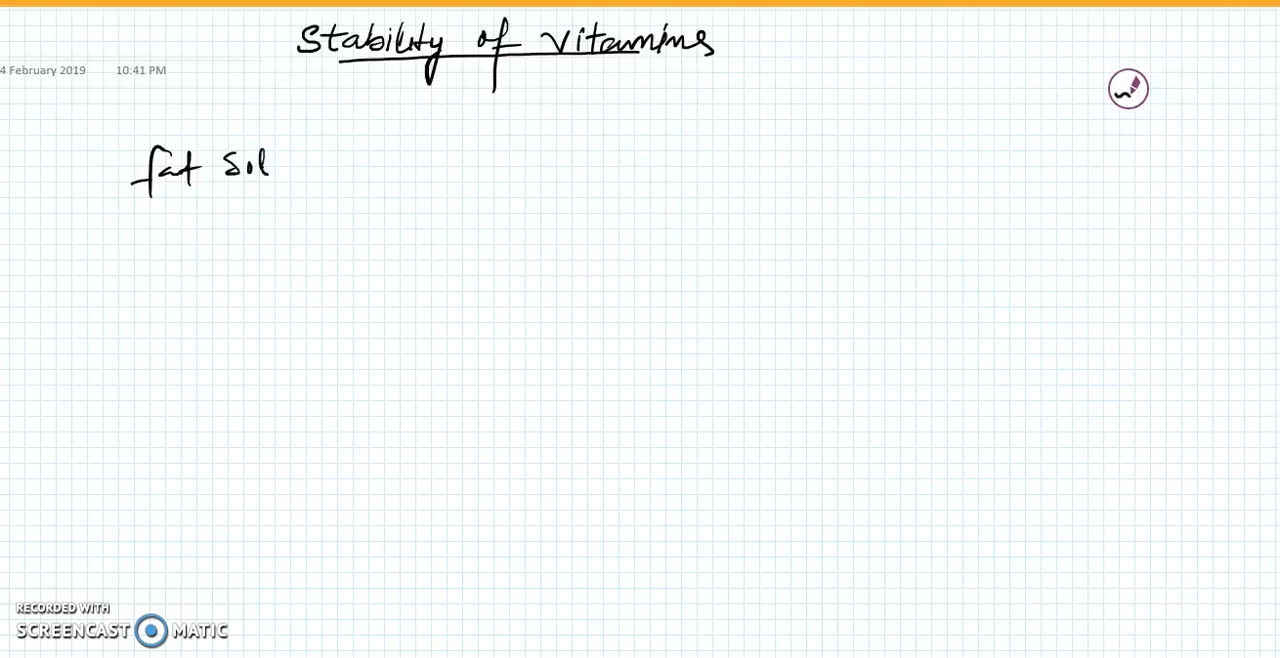 Stability of Vitamins
4 February 2019 10:41 PM
fat sol
RECORDED WITH
SCREENCAST MATIC